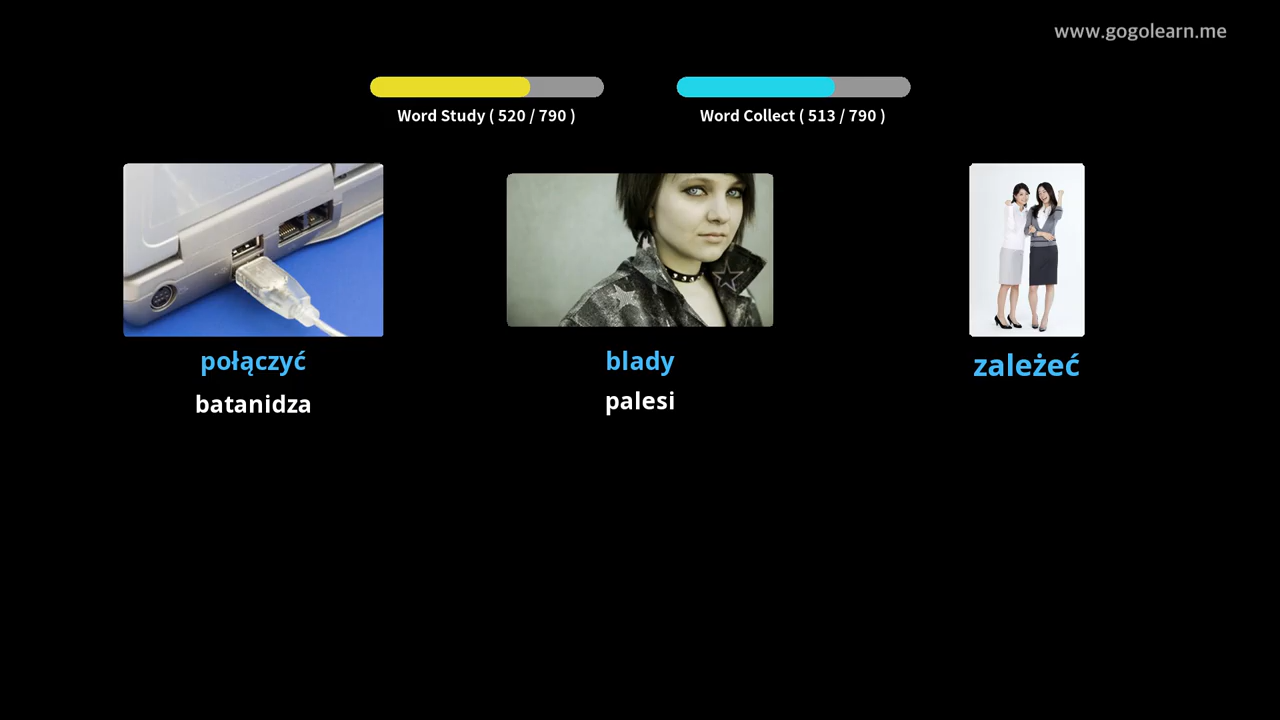 www.gogolearn.me
Word Study ( 520 / 790 )
Word Collect ( 513 / 790 )
połączyć
blady
zależeć
batanidza
palesi